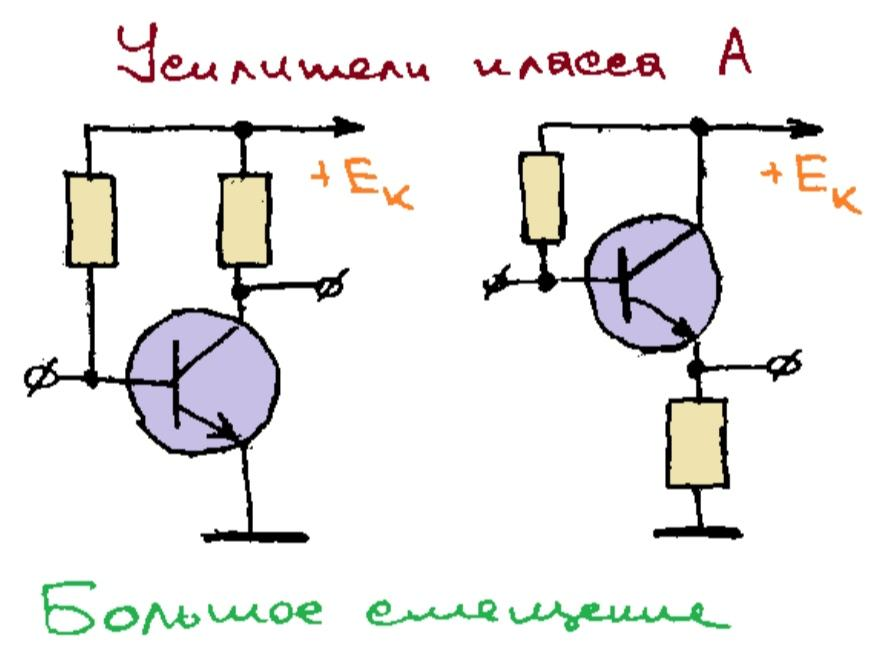 Усилители класса А
+Eк +Eк
Большое смещение